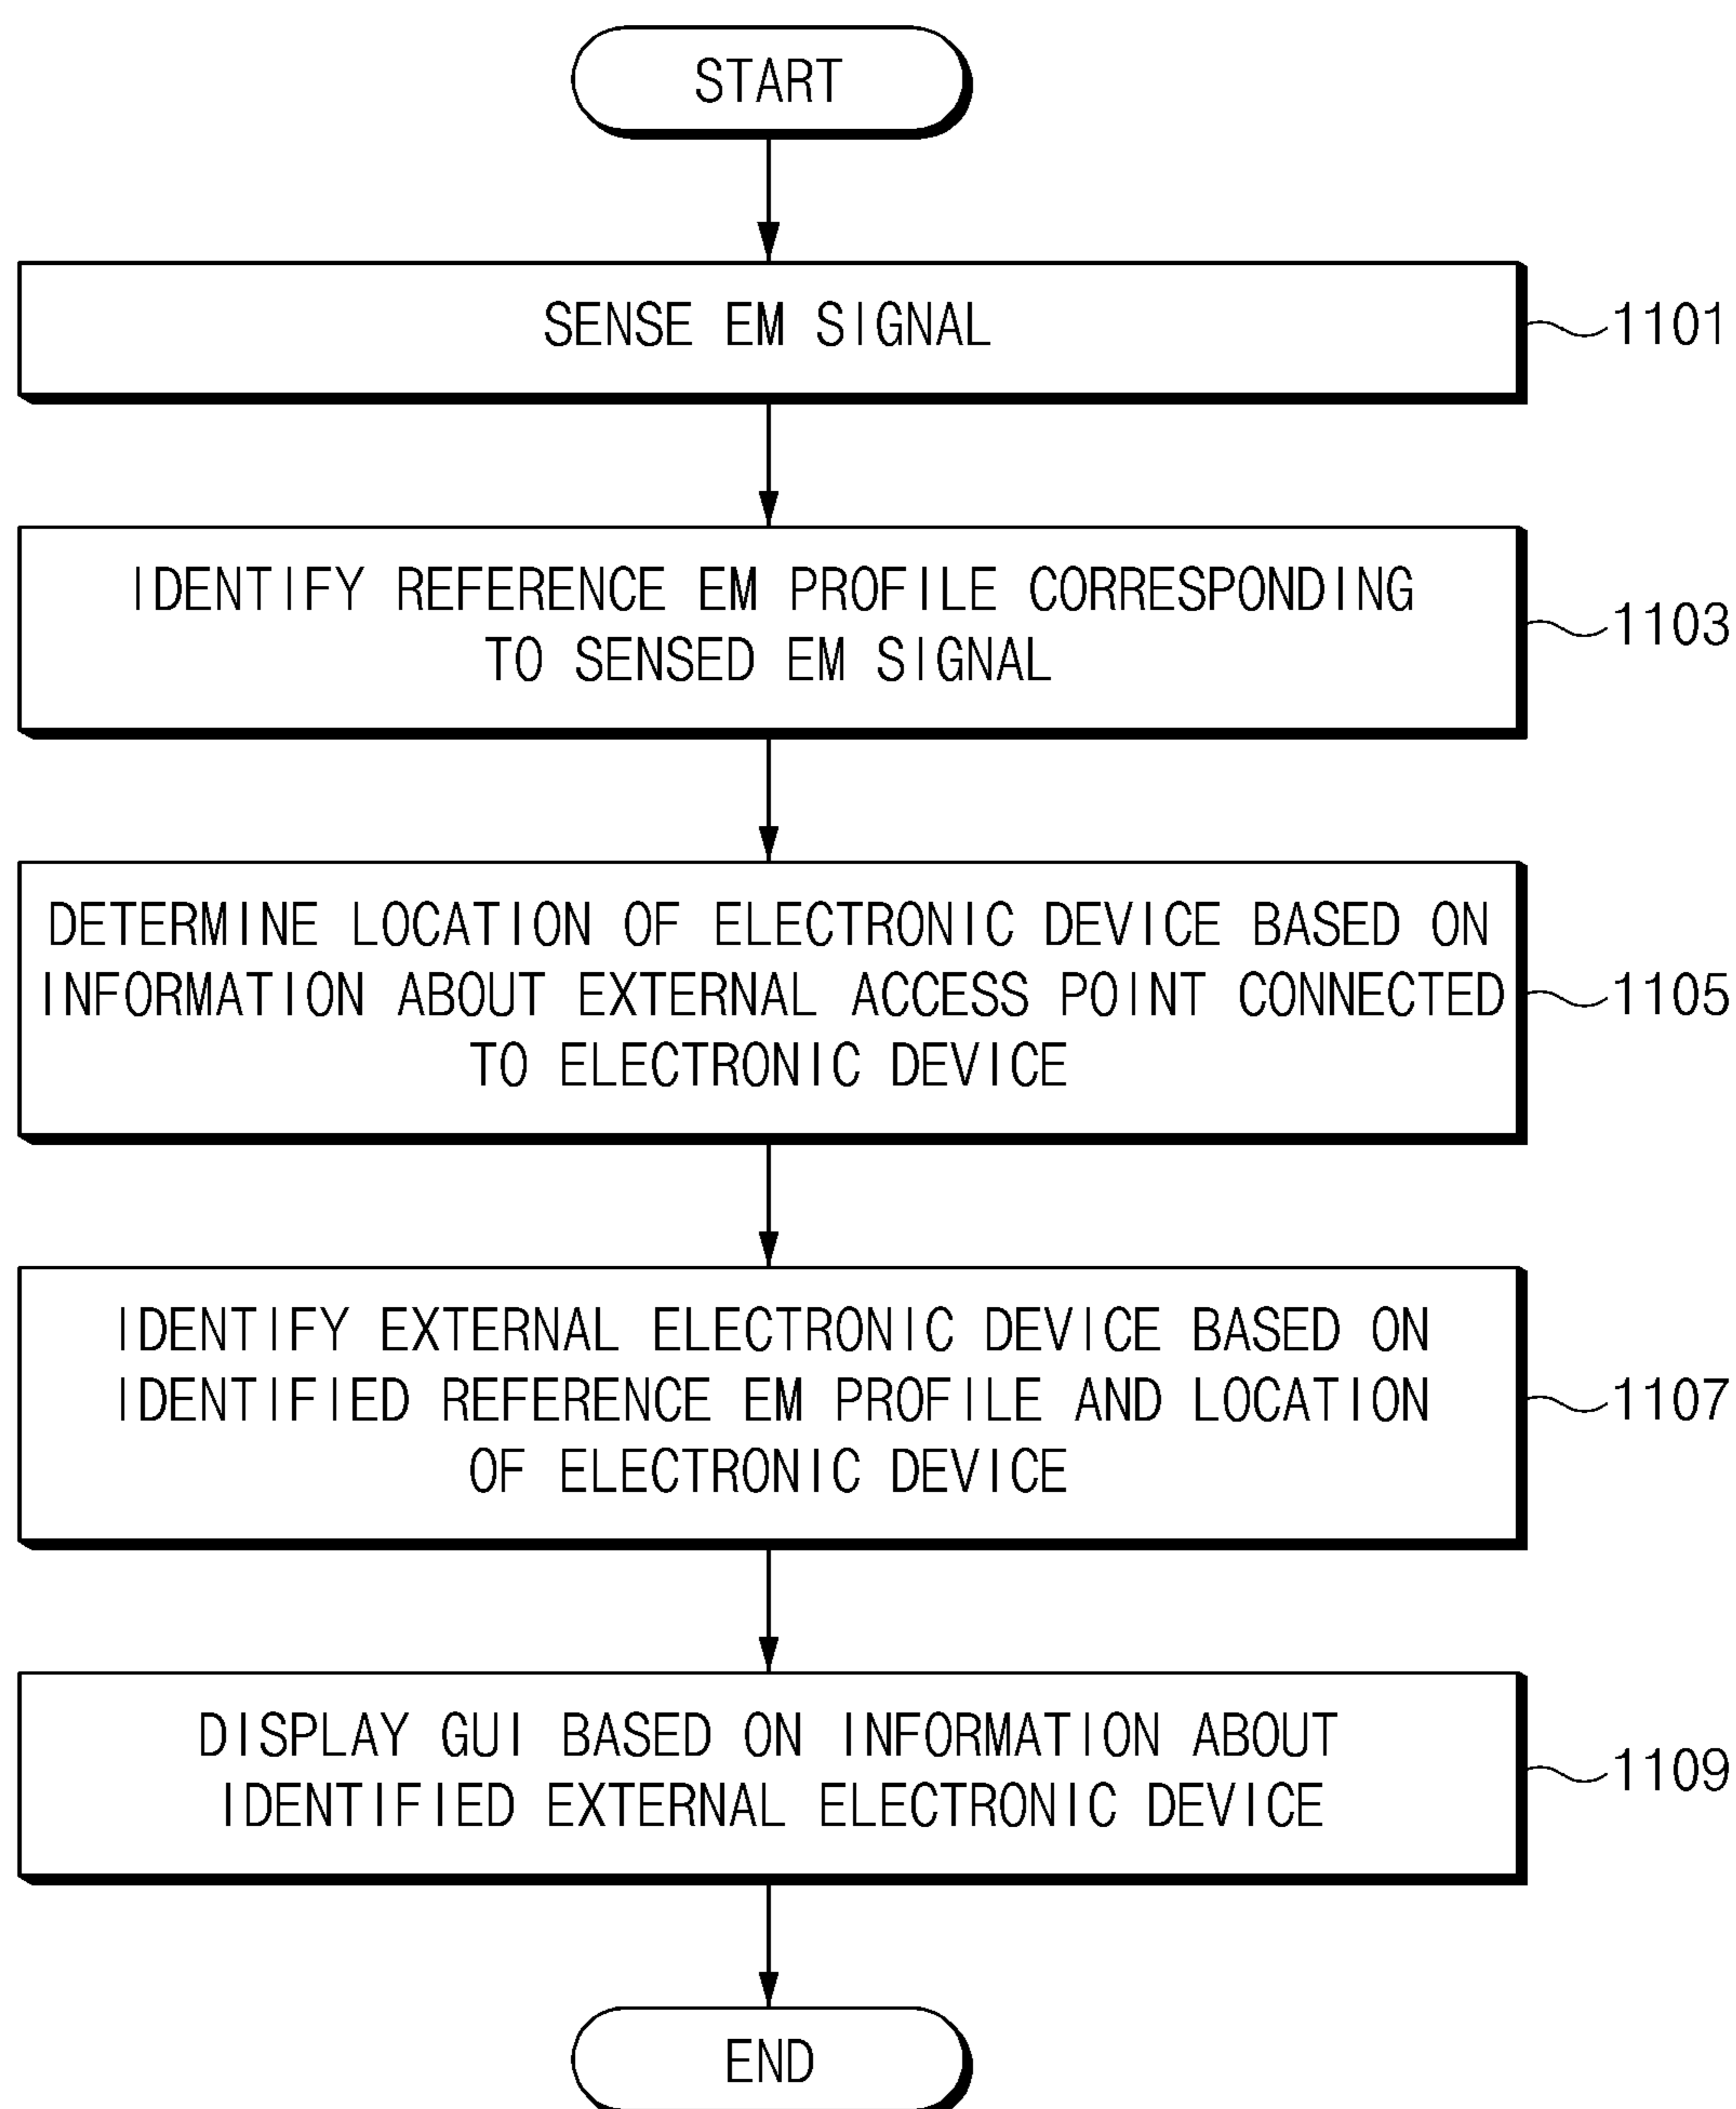 START
SENSE EM SIGNAL
1101
IDENTIFY REFERENCE EM PROFILE CORRESPONDING
TO SENSED EM SIGNAL
1103
DETERMINE LOCATION OF ELECTRONIC DEVICE BASED ON
INFORMATION ABOUT EXTERNAL ACCESS POINT CONNECTED
TO ELECTRONIC DEVICE
1105
IDENTIFY EXTERNAL ELECTRONIC DEVICE BASED ON
IDENTIFIED REFERENCE EM PROFILE AND LOCATION
OF ELECTRONIC DEVICE
1107
DISPLAY GUI BASED ON INFORMATION ABOUT
IDENTIFIED EXTERNAL ELECTRONIC DEVICE
1109
END